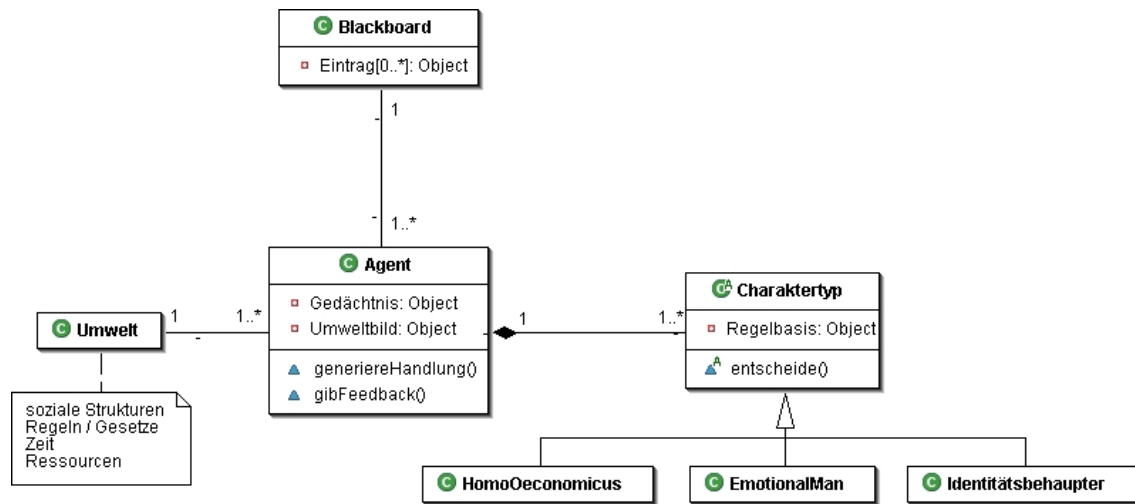 Blackboard
Eintrag[0..*]: Object
1
1..*
Agent
Gedächtnis: Object
Umweltbild: Object
generiereHandlung()
gibFeedback()
Umwelt
1
1..*
soziale Strukturen
Regeln / Gesetze
Zeit
Ressourcen
1
1..*
Charaktertyp
Regelbasis: Object
entscheide()
HomoOeconomicus
EmotionalMan
Identitätsbehaupter